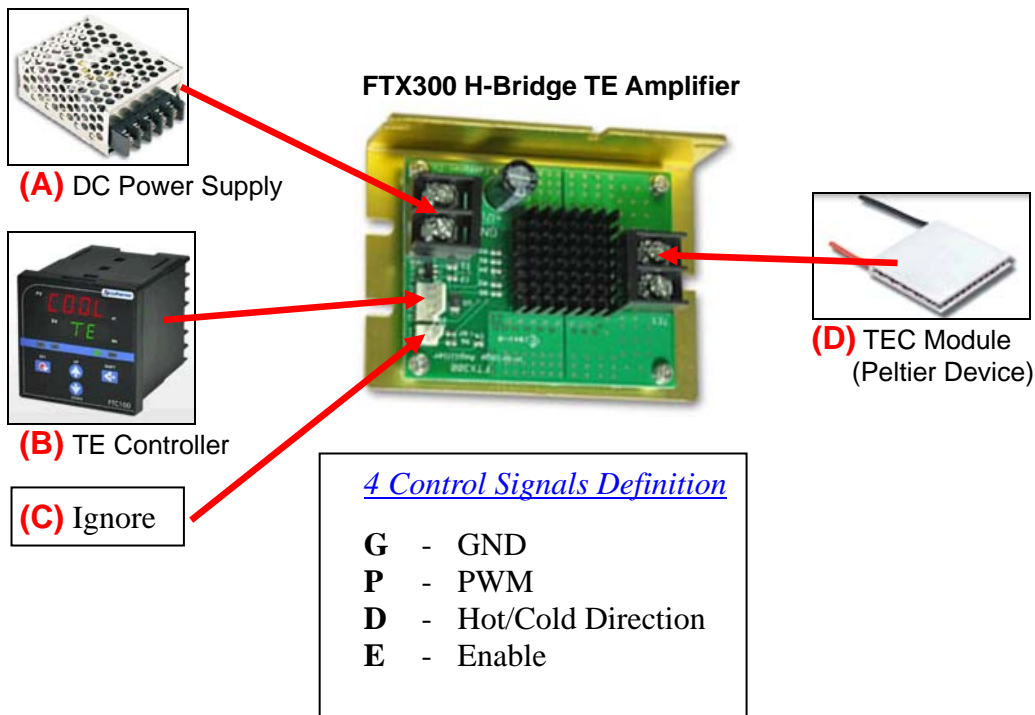 FTX300 H-Bridge TE Amplifier
(A) DC Power Supply
COOL
TE
FTC100
(B) TE Controller
(C) Ignore
GN
FTX300
(D) TEC Module
(Peltier Device)
4 Control Signals Definition
G - GND
P - PWM
D - Hot/Cold Direction
E - Enable